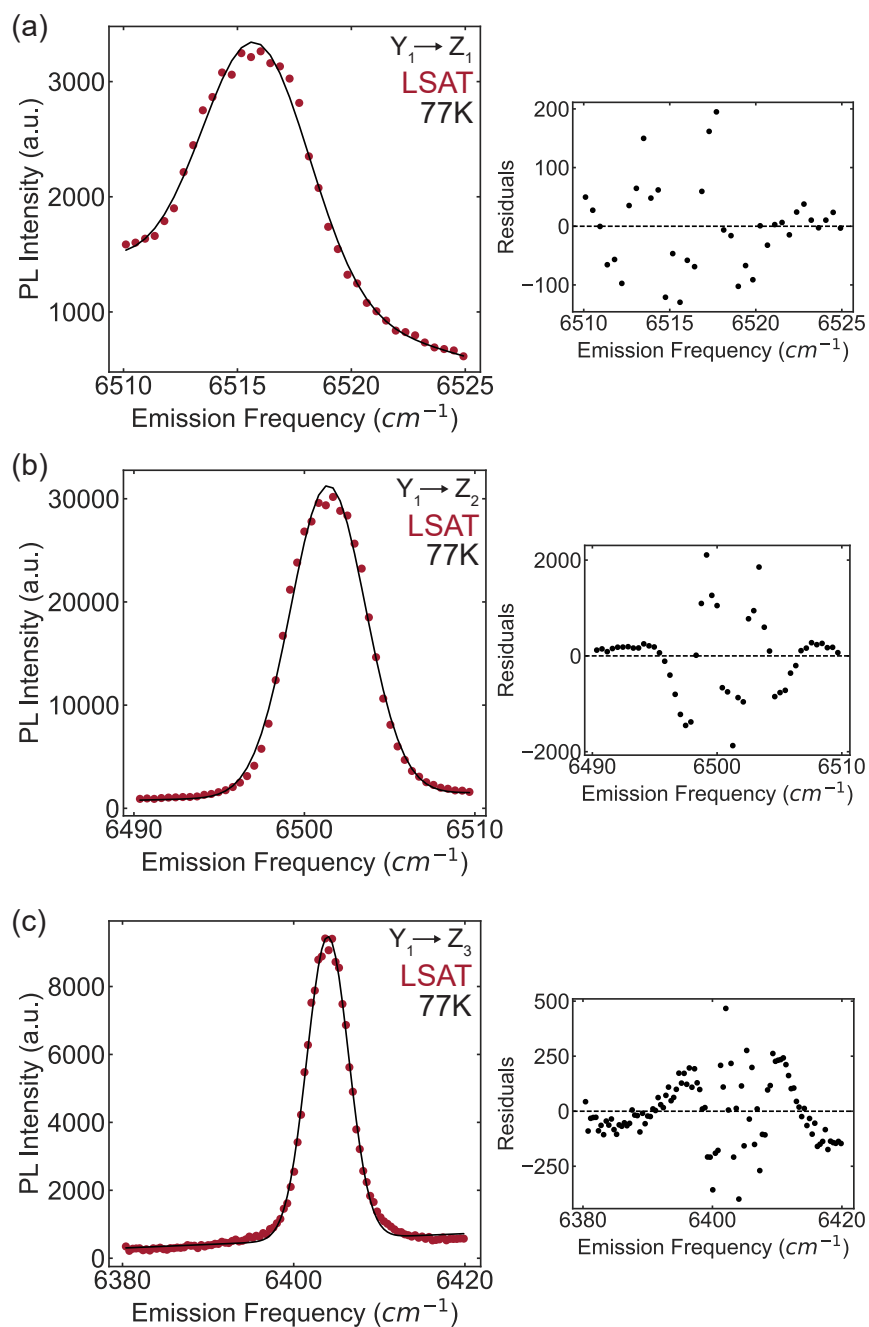 (a)
Y₁ → Z₁
LSAT
77K
PL Intensity (a.u.)
3000
2000
1000
6510 6515 6520 6525
Emission Frequency (cm⁻¹)
Residuals
200
100
0
−100
6510 6515 6520 6525
Emission Frequency (cm⁻¹)
(b)
Y₁ → Z₂
LSAT
77K
PL Intensity (a.u.)
30000
20000
10000
0
6490 6500 6510
Emission Frequency (cm⁻¹)
Residuals
2000
0
−2000
6490 6500 6510
Emission Frequency (cm⁻¹)
(c)
Y₁ → Z₃
LSAT
77K
PL Intensity (a.u.)
8000
6000
4000
2000
0
6380 6400 6420
Emission Frequency (cm⁻¹)
Residuals
500
250
0
−250
6380 6400 6420
Emission Frequency (cm⁻¹)